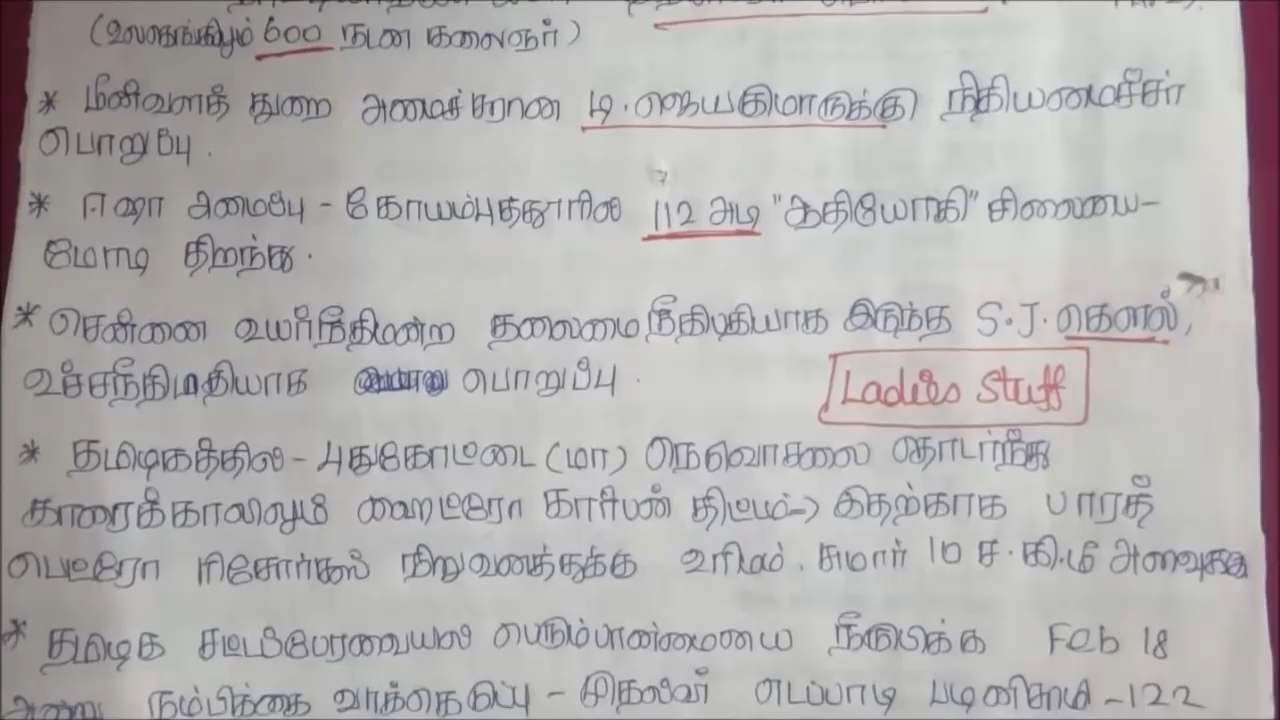 (உலகெங்கிலும் 600 நடன கலைஞர்)
* மீன்வளத் துறை அமைச்சரான டி.ஜெயகுமாருக்கு நிதியமைச்சர்
பொறுப்பு.
* ஈஷா அமைப்பு - கோயம்புத்தூரில் 112 அடி "ஆதியோகி" சிலையை-
மோடி திறந்து.
* சென்னை உயர்நீதிமன்ற தலைமை நீதிபதியாக இருந்த S.J.கௌல்,
உச்சநீதிபதியாக பொறுப்பு.
Ladies Stuff
* தமிழகத்தில் - புதுகோட்டை (மா) நெடுவாசலை தொடர்ந்து
காரைக்காலிலும் ஹைட்ரோ கார்பன் திட்டம் -> இதற்காக பாரத்
பெட்ரோ ரிசோர்சஸ் நிறுவனத்துக்கு உரிமம். சுமார் 10 ச.கி.மீ அளவுக்கு
* தமிழக சட்டப்பேரவையில் பெரும்பான்மையை நிரூபிக்க Feb 18
அன்று நம்பிக்கை வாக்கெடுப்பு - முதல்வர் எடப்பாடி பழனிசாமி - 122